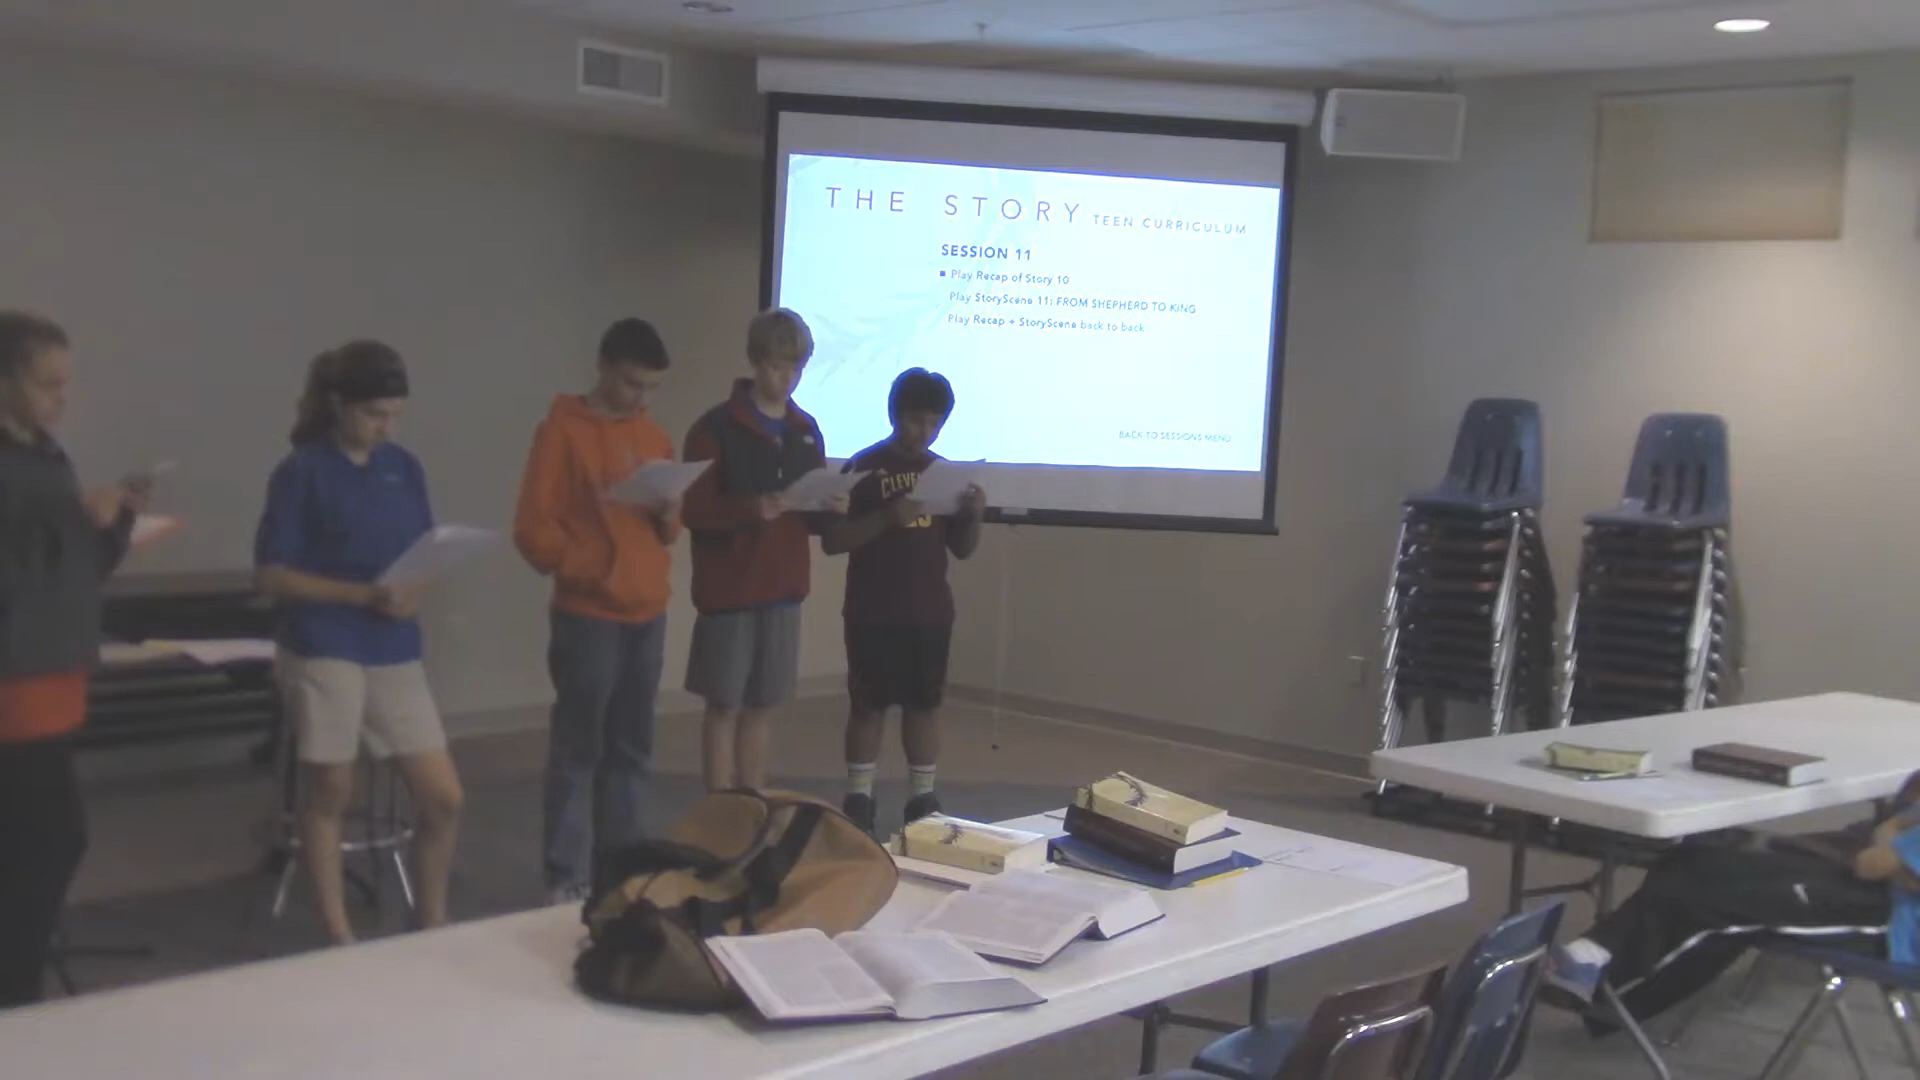 THE STORY TEEN CURRICULUM
SESSION 11
Play Recap of Story 10
Play StoryScene 11: FROM SHEPHERD TO KING
Play Recap + StoryScene back to back
BACK TO SESSIONS MENU
CLEVE